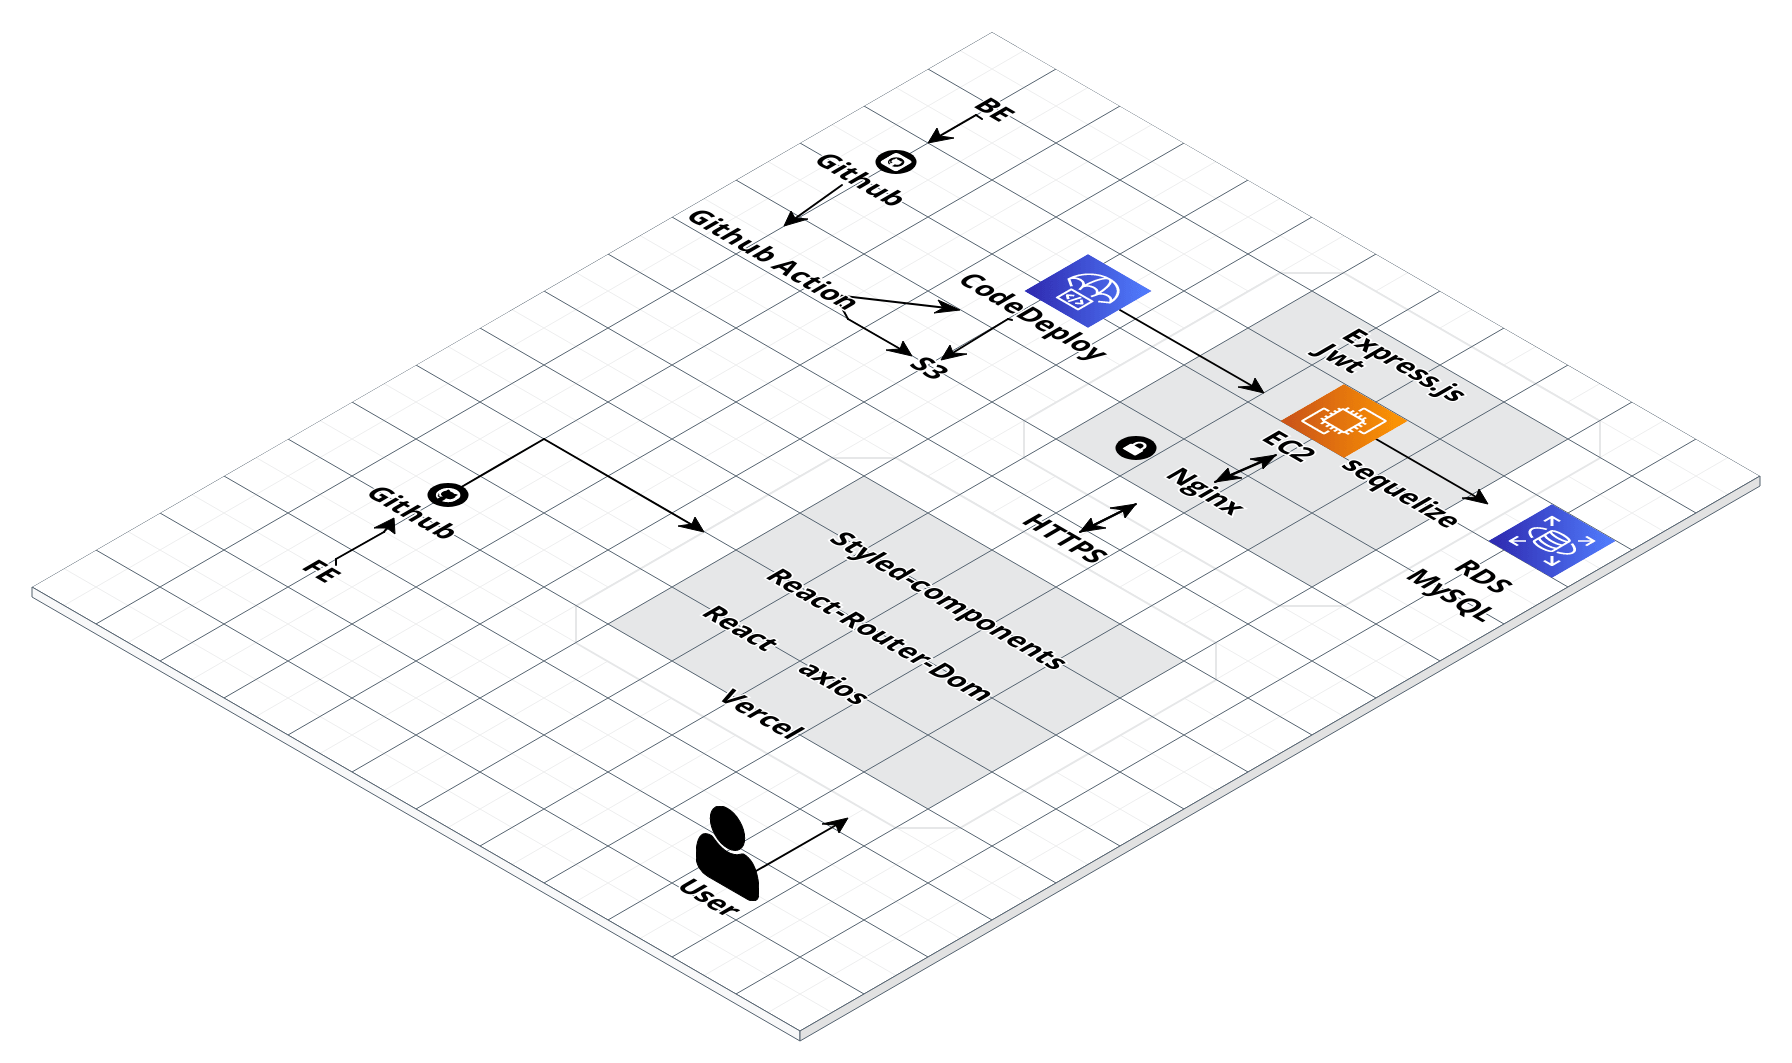 BE
Github
Github Action
CodeDeploy
S3
Express.js
Jwt
EC2
sequelize
Nginx
HTTPS
RDS
MySQL
Github
FE
Styled-components
React-Router-Dom
React
axios
Vercel
User